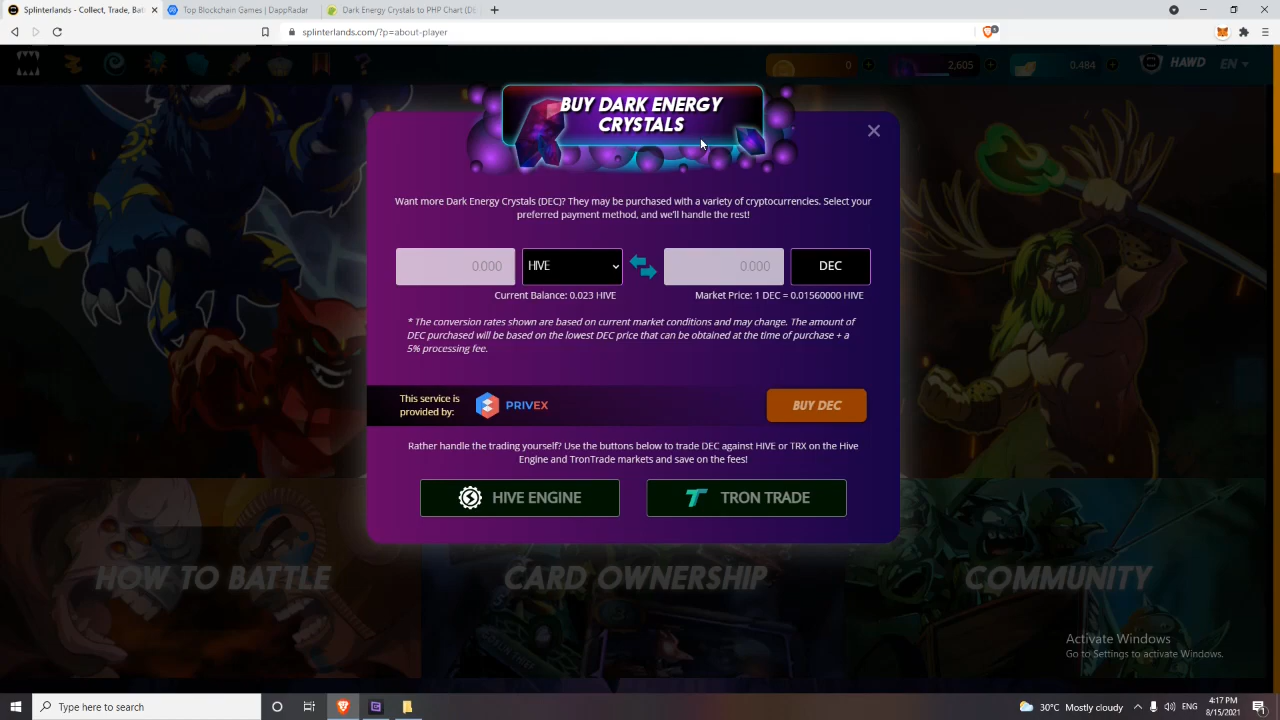 Splinterlands - Collect, Trade, Bat
Top Blockchain Games | DappRadar
Dark Energy Crystals to PHP Chart (DE
splinterlands.com/?p=about-player
0
2,605
0.484
HAWD
EN
BUY DARK ENERGY
CRYSTALS
Want more Dark Energy Crystals (DEC)? They may be purchased with a variety of cryptocurrencies. Select your
preferred payment method, and we'll handle the rest!
0.000
HIVE
0.000
DEC
Current Balance: 0.023 HIVE
Market Price: 1 DEC = 0.01560000 HIVE
* The conversion rates shown are based on current market conditions and may change. The amount of
DEC purchased will be based on the lowest DEC price that can be obtained at the time of purchase + a
5% processing fee.
This service is
provided by:
PRIVEX
BUY DEC
Rather handle the trading yourself? Use the buttons below to trade DEC against HIVE or TRX on the Hive
Engine and TronTrade markets and save on the fees!
HIVE ENGINE
TRON TRADE
HOW TO BATTLE
CARD OWNERSHIP
COMMUNITY
Activate Windows
Go to Settings to activate Windows.
Type here to search
30°C Mostly cloudy
ENG
4:17 PM
8/15/2021